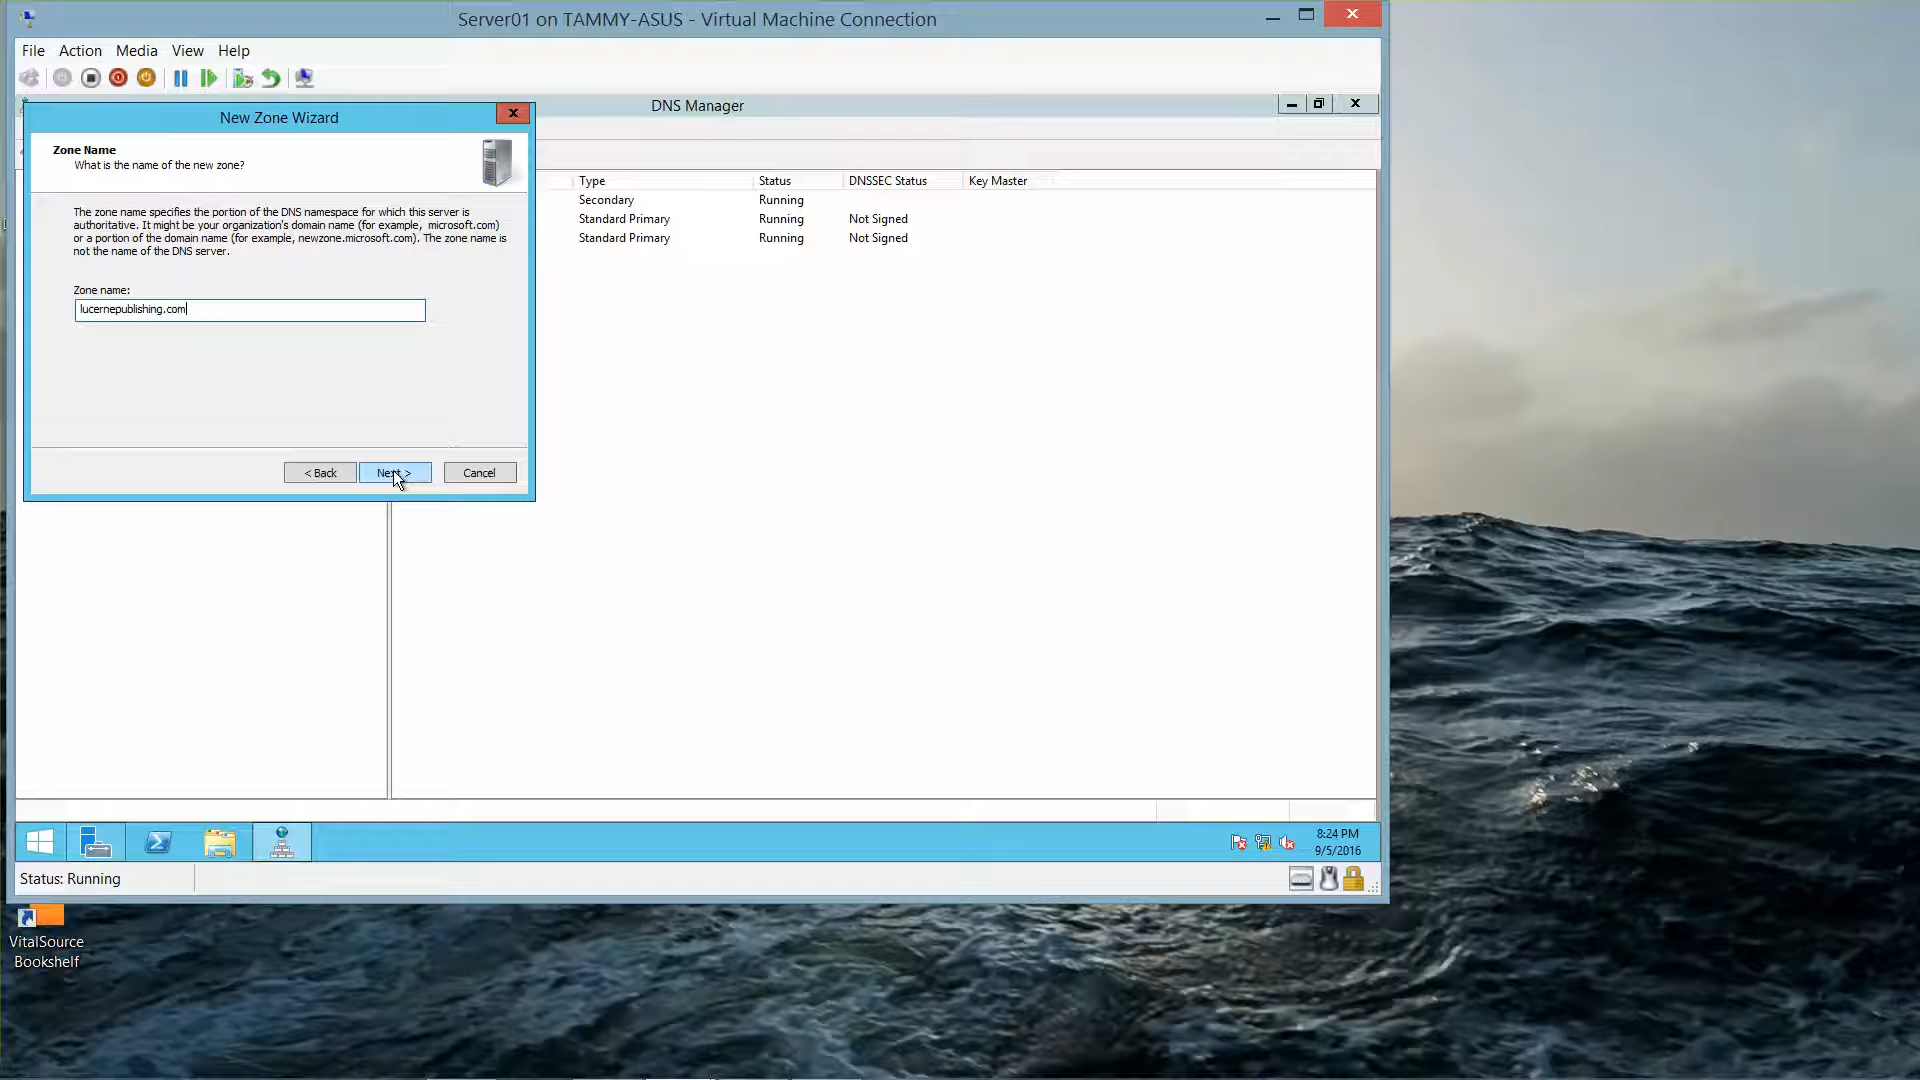 Server01 on TAMMY-ASUS - Virtual Machine Connection
File Action Media View Help
DNS Manager
New Zone Wizard
Zone Name
What is the name of the new zone?
The zone name specifies the portion of the DNS namespace for which this server is
authoritative. It might be your organization's domain name (for example, microsoft.com)
or a portion of the domain name (for example, newzone.microsoft.com). The zone name is
not the name of the DNS server.
Zone name:
lucernepublishing.com
< Back Next > Cancel
Type Status DNSSEC Status Key Master
Secondary Running
Standard Primary Running Not Signed
Standard Primary Running Not Signed
8:24 PM
9/5/2016
Status: Running
VitalSource
Bookshelf